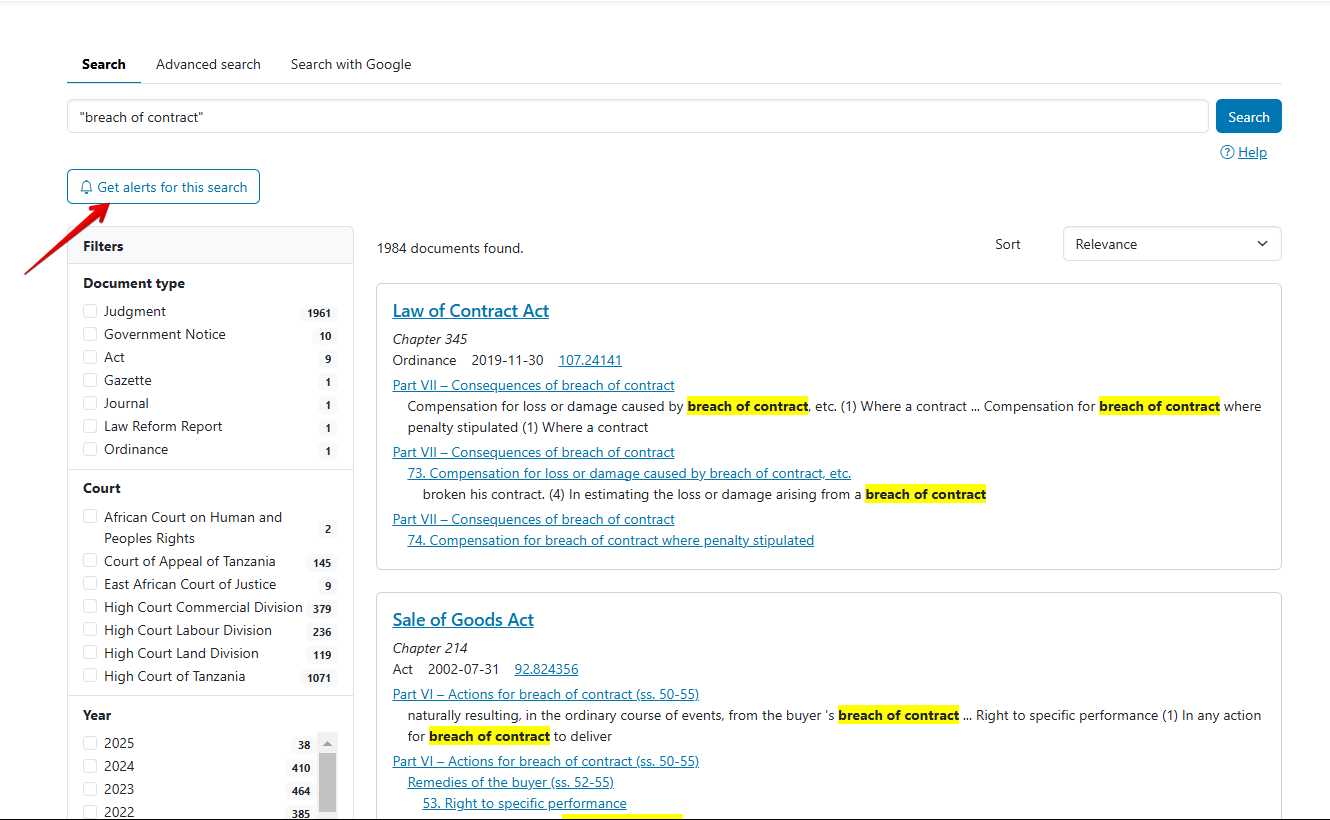 Search Advanced search Search with Google
"breach of contract" Search
? Help
Get alerts for this search
Filters
Document type
Judgment 1961
Government Notice 10
Act 9
Gazette 1
Journal 1
Law Reform Report 1
Ordinance 1
Court
African Court on Human and
Peoples Rights 2
Court of Appeal of Tanzania 145
East African Court of Justice 9
High Court Commercial Division 379
High Court Labour Division 236
High Court Land Division 119
High Court of Tanzania 1071
Year
2025 38
2024 410
2023 464
2022 385
1984 documents found. Sort Relevance
Law of Contract Act
Chapter 345
Ordinance 2019-11-30 107.24141
Part VII – Consequences of breach of contract
Compensation for loss or damage caused by breach of contract, etc. (1) Where a contract ... Compensation for breach of contract where
penalty stipulated (1) Where a contract
Part VII – Consequences of breach of contract
73. Compensation for loss or damage caused by breach of contract, etc.
broken his contract. (4) In estimating the loss or damage arising from a breach of contract
Part VII – Consequences of breach of contract
74. Compensation for breach of contract where penalty stipulated
Sale of Goods Act
Chapter 214
Act 2002-07-31 92.824356
Part VI – Actions for breach of contract (ss. 50-55)
naturally resulting, in the ordinary course of events, from the buyer 's breach of contract ... Right to specific performance (1) In any action
for breach of contract to deliver
Part VI – Actions for breach of contract (ss. 50-55)
Remedies of the buyer (ss. 52-55)
53. Right to specific performance